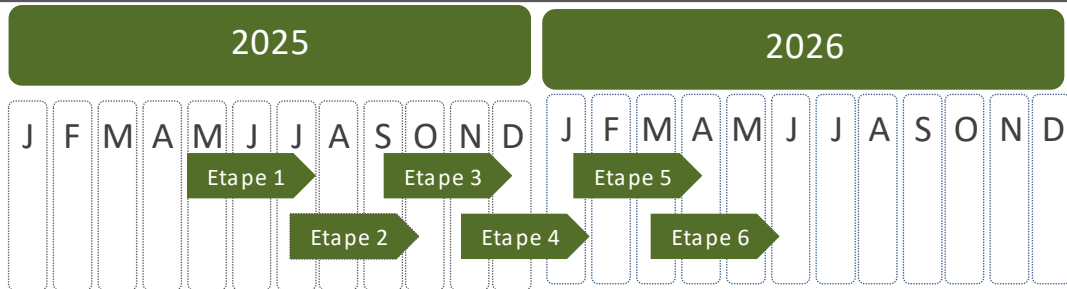 2025
2026
J F M A M J J A S O N D
J F M A M J J A S O N D
Etape 1
Etape 3
Etape 5
Etape 2
Etape 4
Etape 6